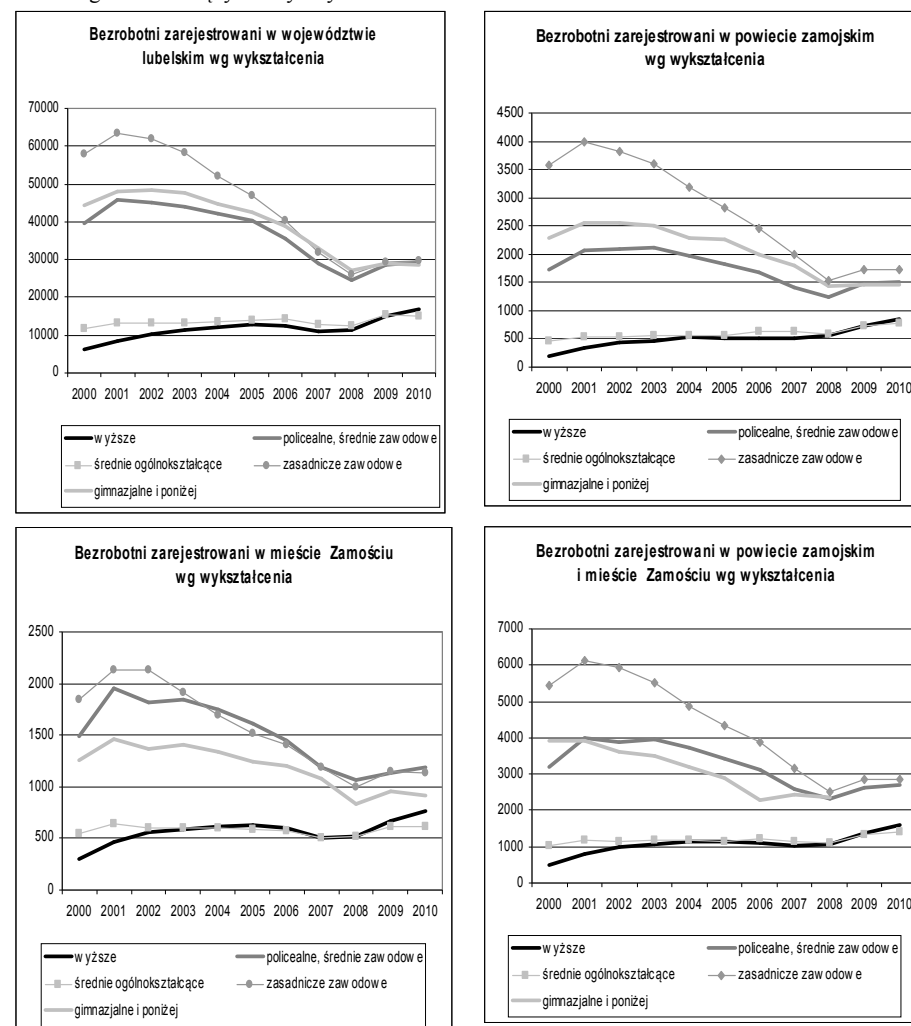 Bezrobotni zarejestrowani w województwie
lubelskim wg wykształcenia
70000
60000
50000
40000
30000
20000
10000
0
2000 2001 2002 2003 2004 2005 2006 2007 2008 2009 2010
wyższe
policealne, średnie zawodowe
średnie ogólnokształcące
zasadnicze zawodowe
gimnazjalne i poniżej
Bezrobotni zarejestrowani w powiecie zamojskim
wg wykształcenia
4500
4000
3500
3000
2500
2000
1500
1000
500
0
2000 2001 2002 2003 2004 2005 2006 2007 2008 2009 2010
wyższe
policealne, średnie zawodowe
średnie ogólnokształcące
zasadnicze zawodowe
gimnazjalne i poniżej
Bezrobotni zarejestrowani w mieście Zamościu
wg wykształcenia
2500
2000
1500
1000
500
0
2000 2001 2002 2003 2004 2005 2006 2007 2008 2009 2010
wyższe
policealne, średnie zawodowe
średnie ogólnokształcące
zasadnicze zawodowe
gimnazjalne i poniżej
Bezrobotni zarejestrowani w powiecie zamojskim
i mieście Zamościu wg wykształcenia
7000
6000
5000
4000
3000
2000
1000
0
2000 2001 2002 2003 2004 2005 2006 2007 2008 2009 2010
wyższe
policealne, średnie zawodowe
średnie ogólnokształcące
zasadnicze zawodowe
gimnazjalne i poniżej